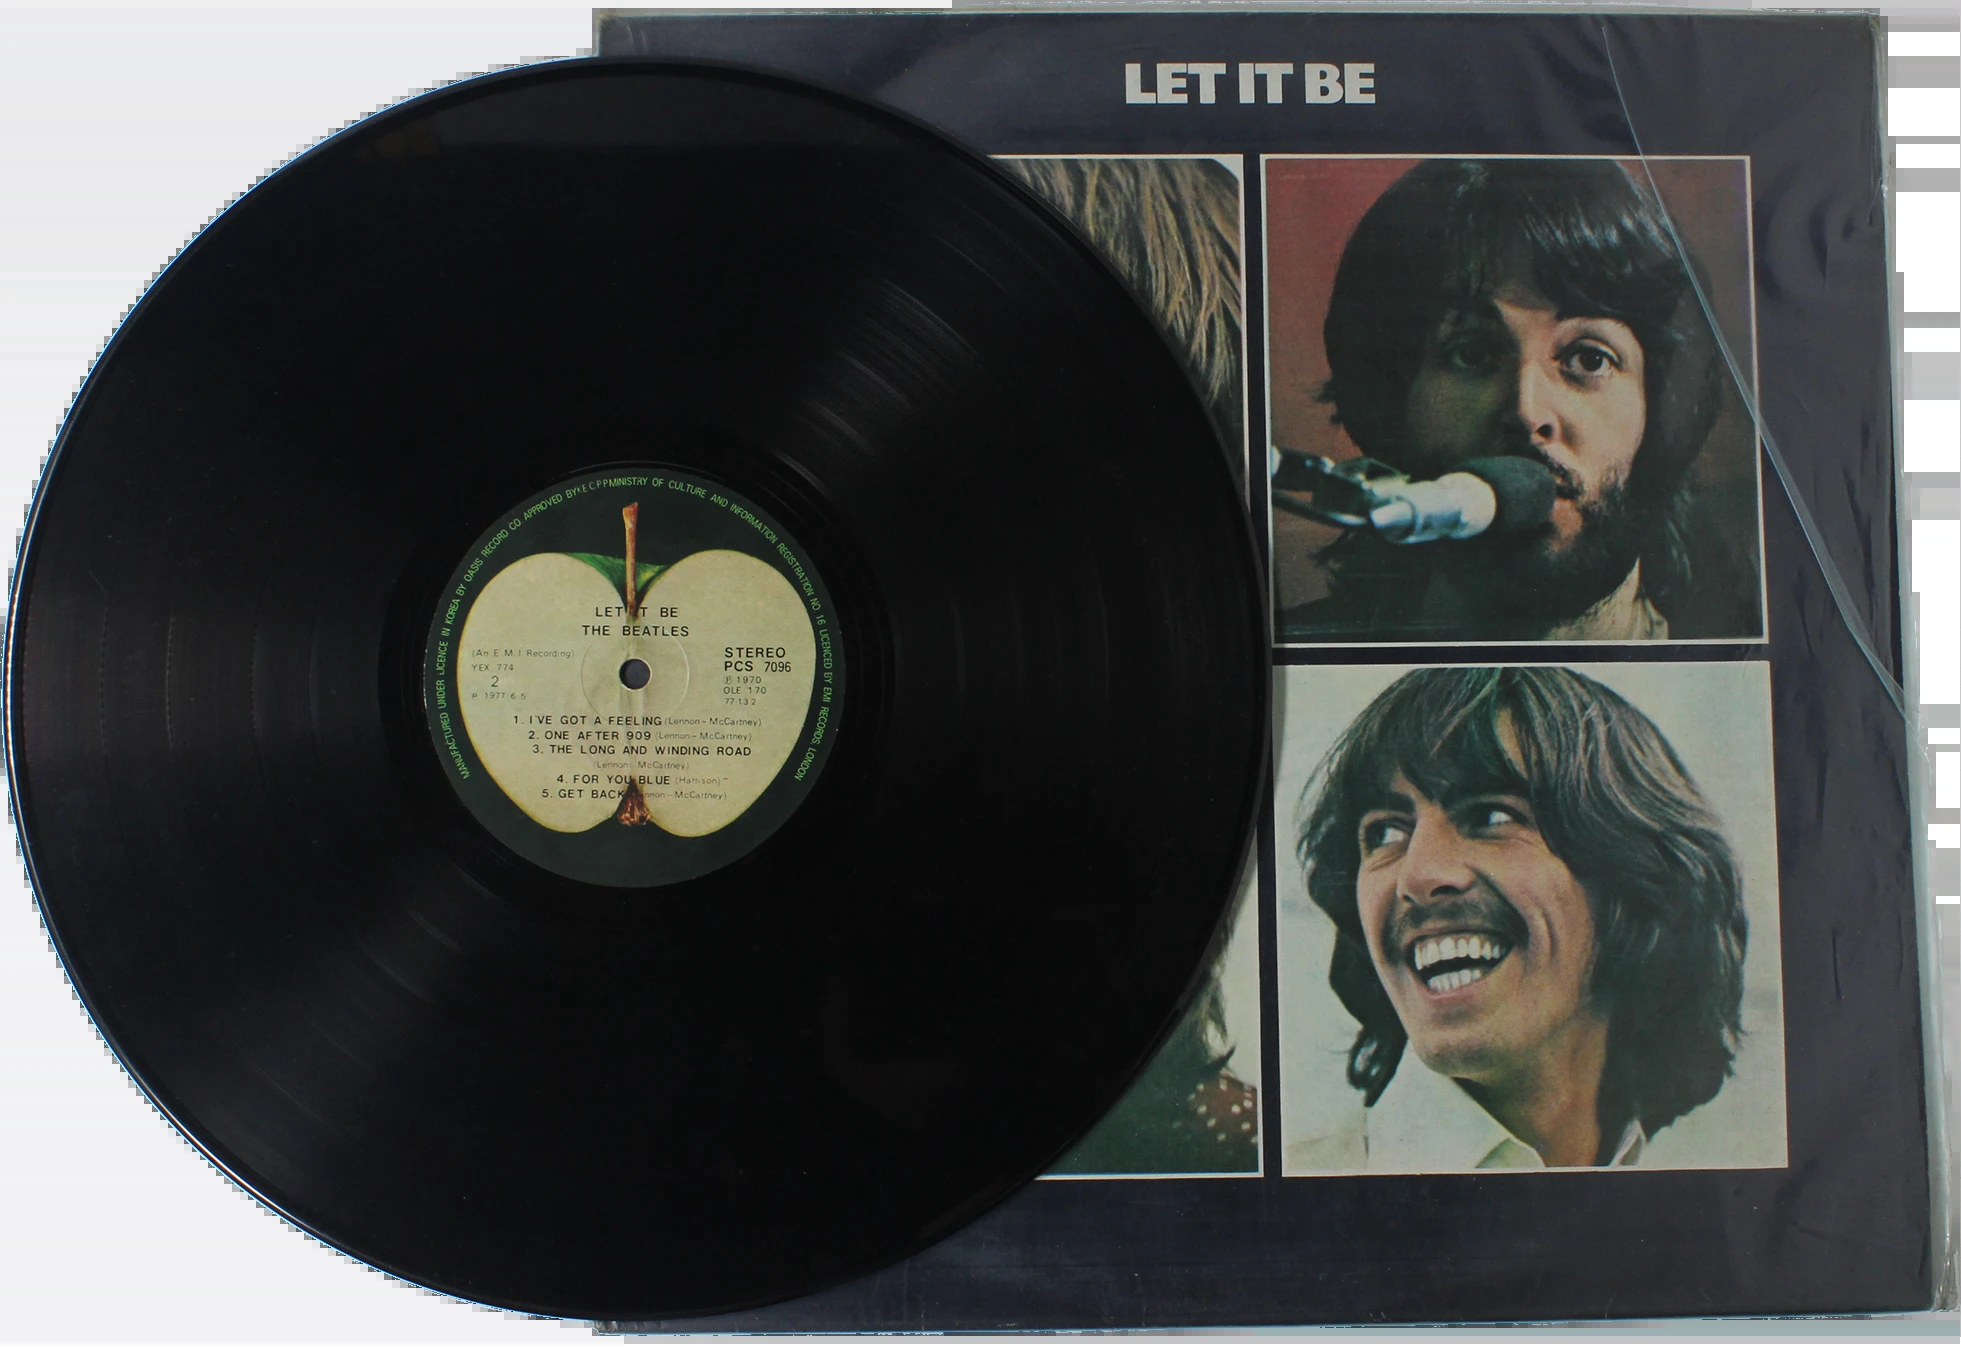 LET IT BE
MANUFACTURED UNDER LICENCE IN KOREA BY OASIS RECORD CO APPROVED BY K.E.C.P.P MINISTRY OF CULTURE AND INFORMATION REGISTRATION NO. 16 LICENCED BY EMI RECORDS, LONDON
LET IT BE
THE BEATLES
(An E.M.I. Recording)
YEX 774
2
P 1977.6.5
STEREO
PCS 7096
Ⓟ 1970
OLE 170
77-13 2
1. I'VE GOT A FEELING (Lennon-McCartney)
2. ONE AFTER 909 (Lennon-McCartney)
3. THE LONG AND WINDING ROAD
(Lennon-McCartney)
4. FOR YOU BLUE (Harrison)
5. GET BACK (Lennon-McCartney)